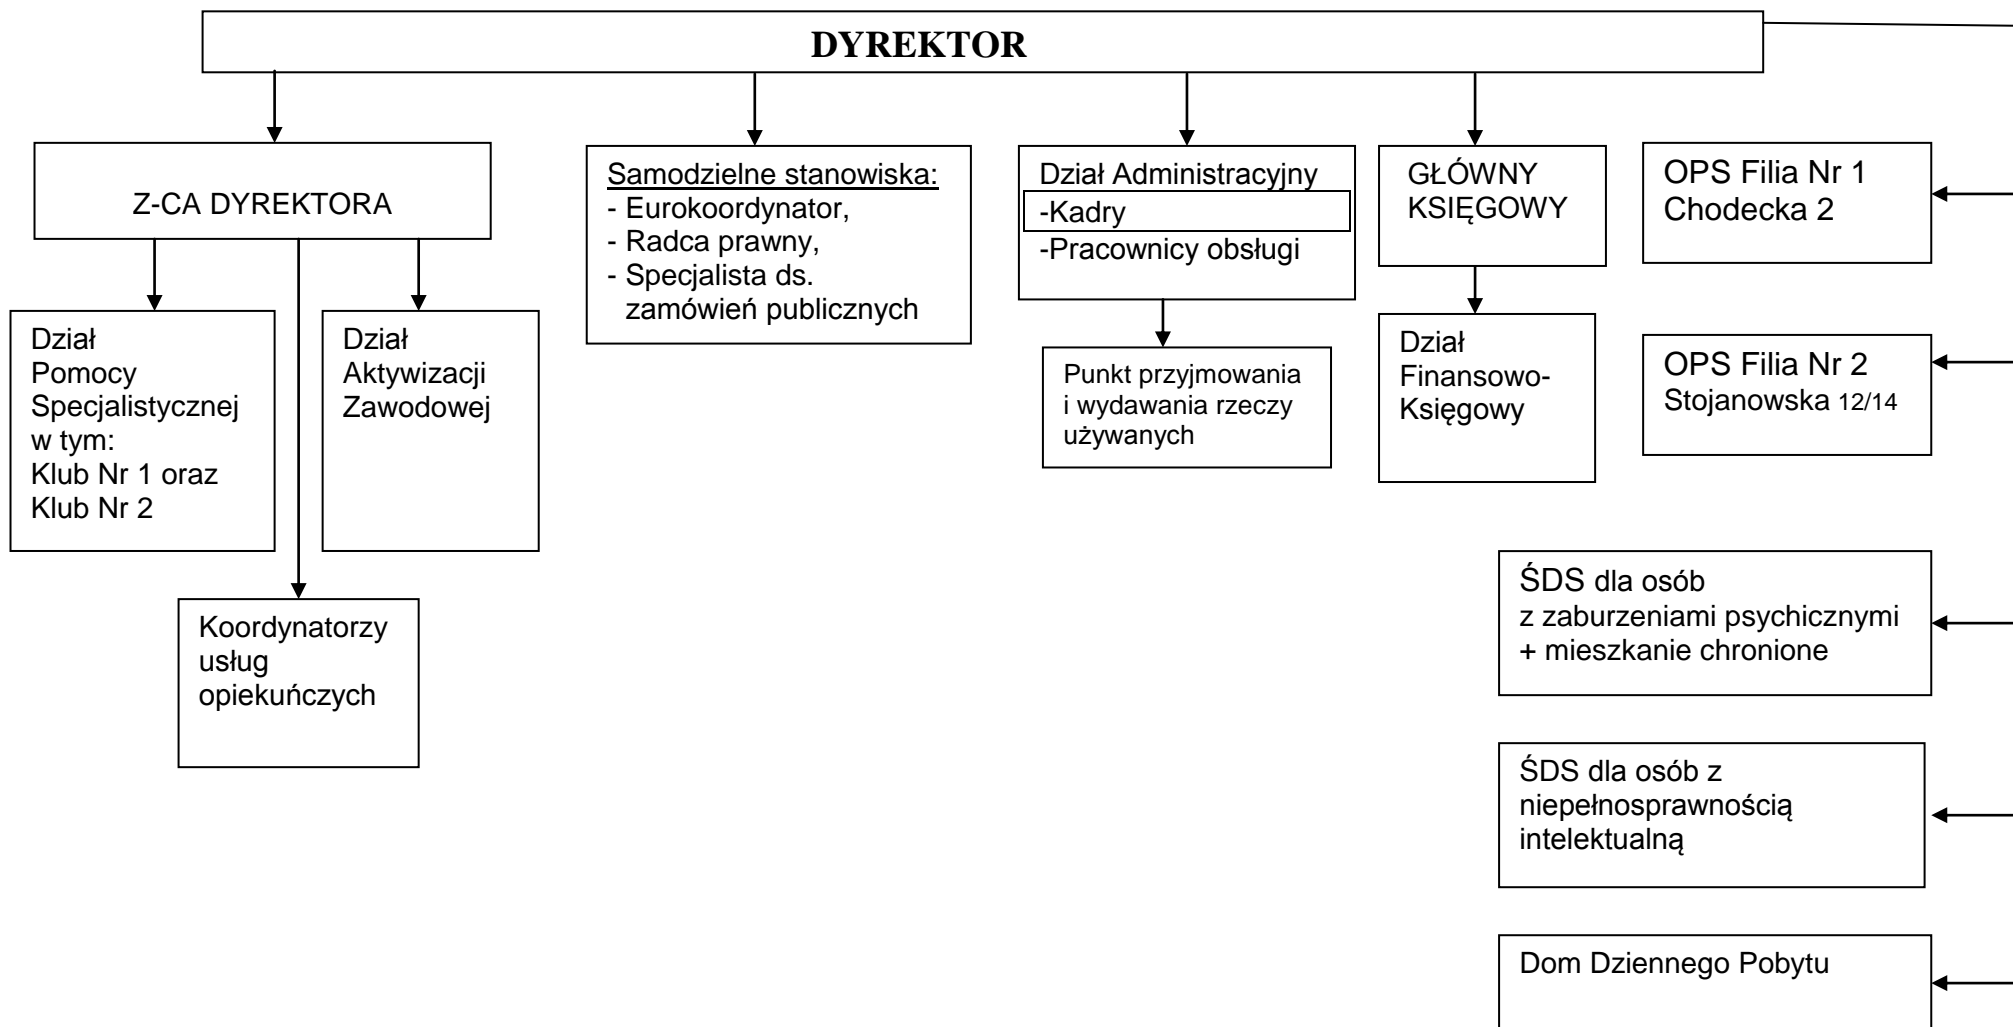 DYREKTOR
Z-CA DYREKTORA
Samodzielne stanowiska:
- Eurokoordynator,
- Radca prawny,
- Specjalista ds.
zamówień publicznych
Dział Administracyjny
-Kadry
-Pracownicy obsługi
GŁÓWNY
KSIĘGOWY
OPS Filia Nr 1
Chodecka 2
Dział
Pomocy
Specjalistycznej
w tym:
Klub Nr 1 oraz
Klub Nr 2
Dział
Aktywizacji
Zawodowej
Punkt przyjmowania
i wydawania rzeczy
używanych
Dział
Finansowo-
Księgowy
OPS Filia Nr 2
Stojanowska 12/14
Koordynatorzy
usług
opiekuńczych
ŚDS dla osób
z zaburzeniami psychicznymi
+ mieszkanie chronione
ŚDS dla osób z
niepełnosprawnością
intelektualną
Dom Dziennego Pobytu